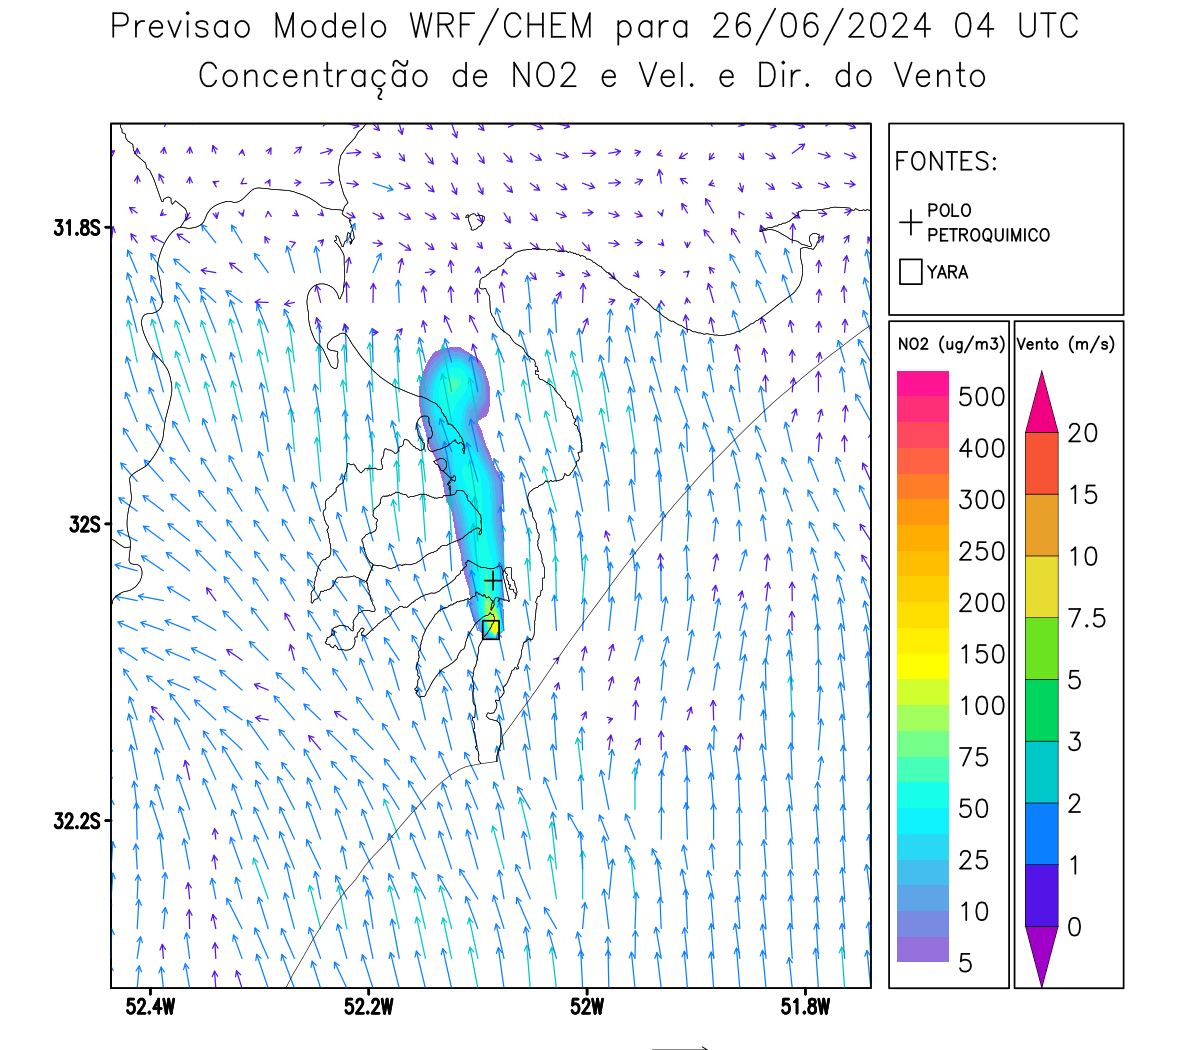 Previsao Modelo WRF/CHEM para 26/06/2024 04 UTC
Concentração de NO2 e Vel. e Dir. do Vento
FONTES:
POLO
PETROQUIMICO
YARA
NO2 (ug/m3)
500
400
300
250
200
150
100
75
50
25
10
5
Vento (m/s)
20
15
10
7.5
5
3
2
1
0
31.8S
32S
32.2S
52.4W
52.2W
52W
51.8W